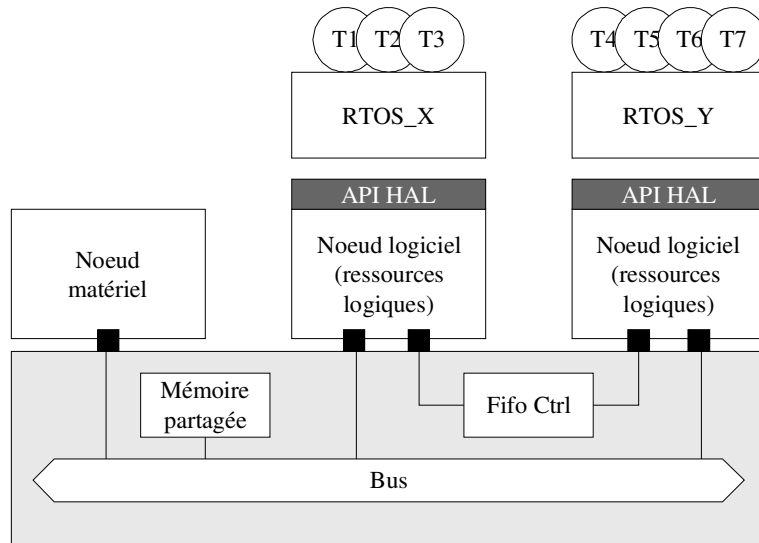 T1 T2 T3
T4 T5 T6 T7
RTOS_X
RTOS_Y
API HAL
API HAL
Noeud
matériel
Noeud logiciel
(ressources
logiques)
Noeud logiciel
(ressources
logiques)
Mémoire
partagée
Fifo Ctrl
Bus